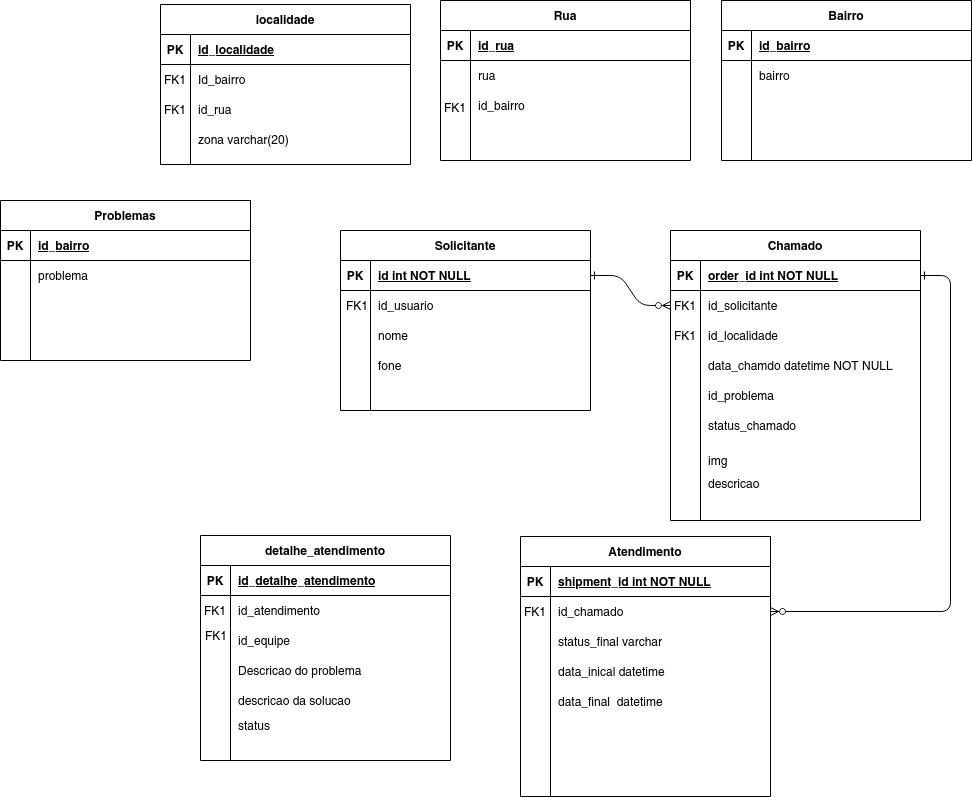 localidade
PK id_localidade
FK1 Id_bairro
FK1 id_rua
zona varchar(20)
Rua
PK id_rua
rua
FK1 id_bairro
Bairro
PK id_bairro
bairro
Problemas
PK id_bairro
problema
Solicitante
PK id int NOT NULL
FK1 id_usuario
nome
fone
Chamado
PK order_id int NOT NULL
FK1 id_solicitante
FK1 id_localidade
data_chamdo datetime NOT NULL
id_problema
status_chamado
img
descricao
detalhe_atendimento
PK id_detalhe_atendimento
FK1 id_atendimento
FK1 id_equipe
Descricao do problema
descricao da solucao
status
Atendimento
PK shipment_id int NOT NULL
FK1 id_chamado
status_final varchar
data_inical datetime
data_final datetime